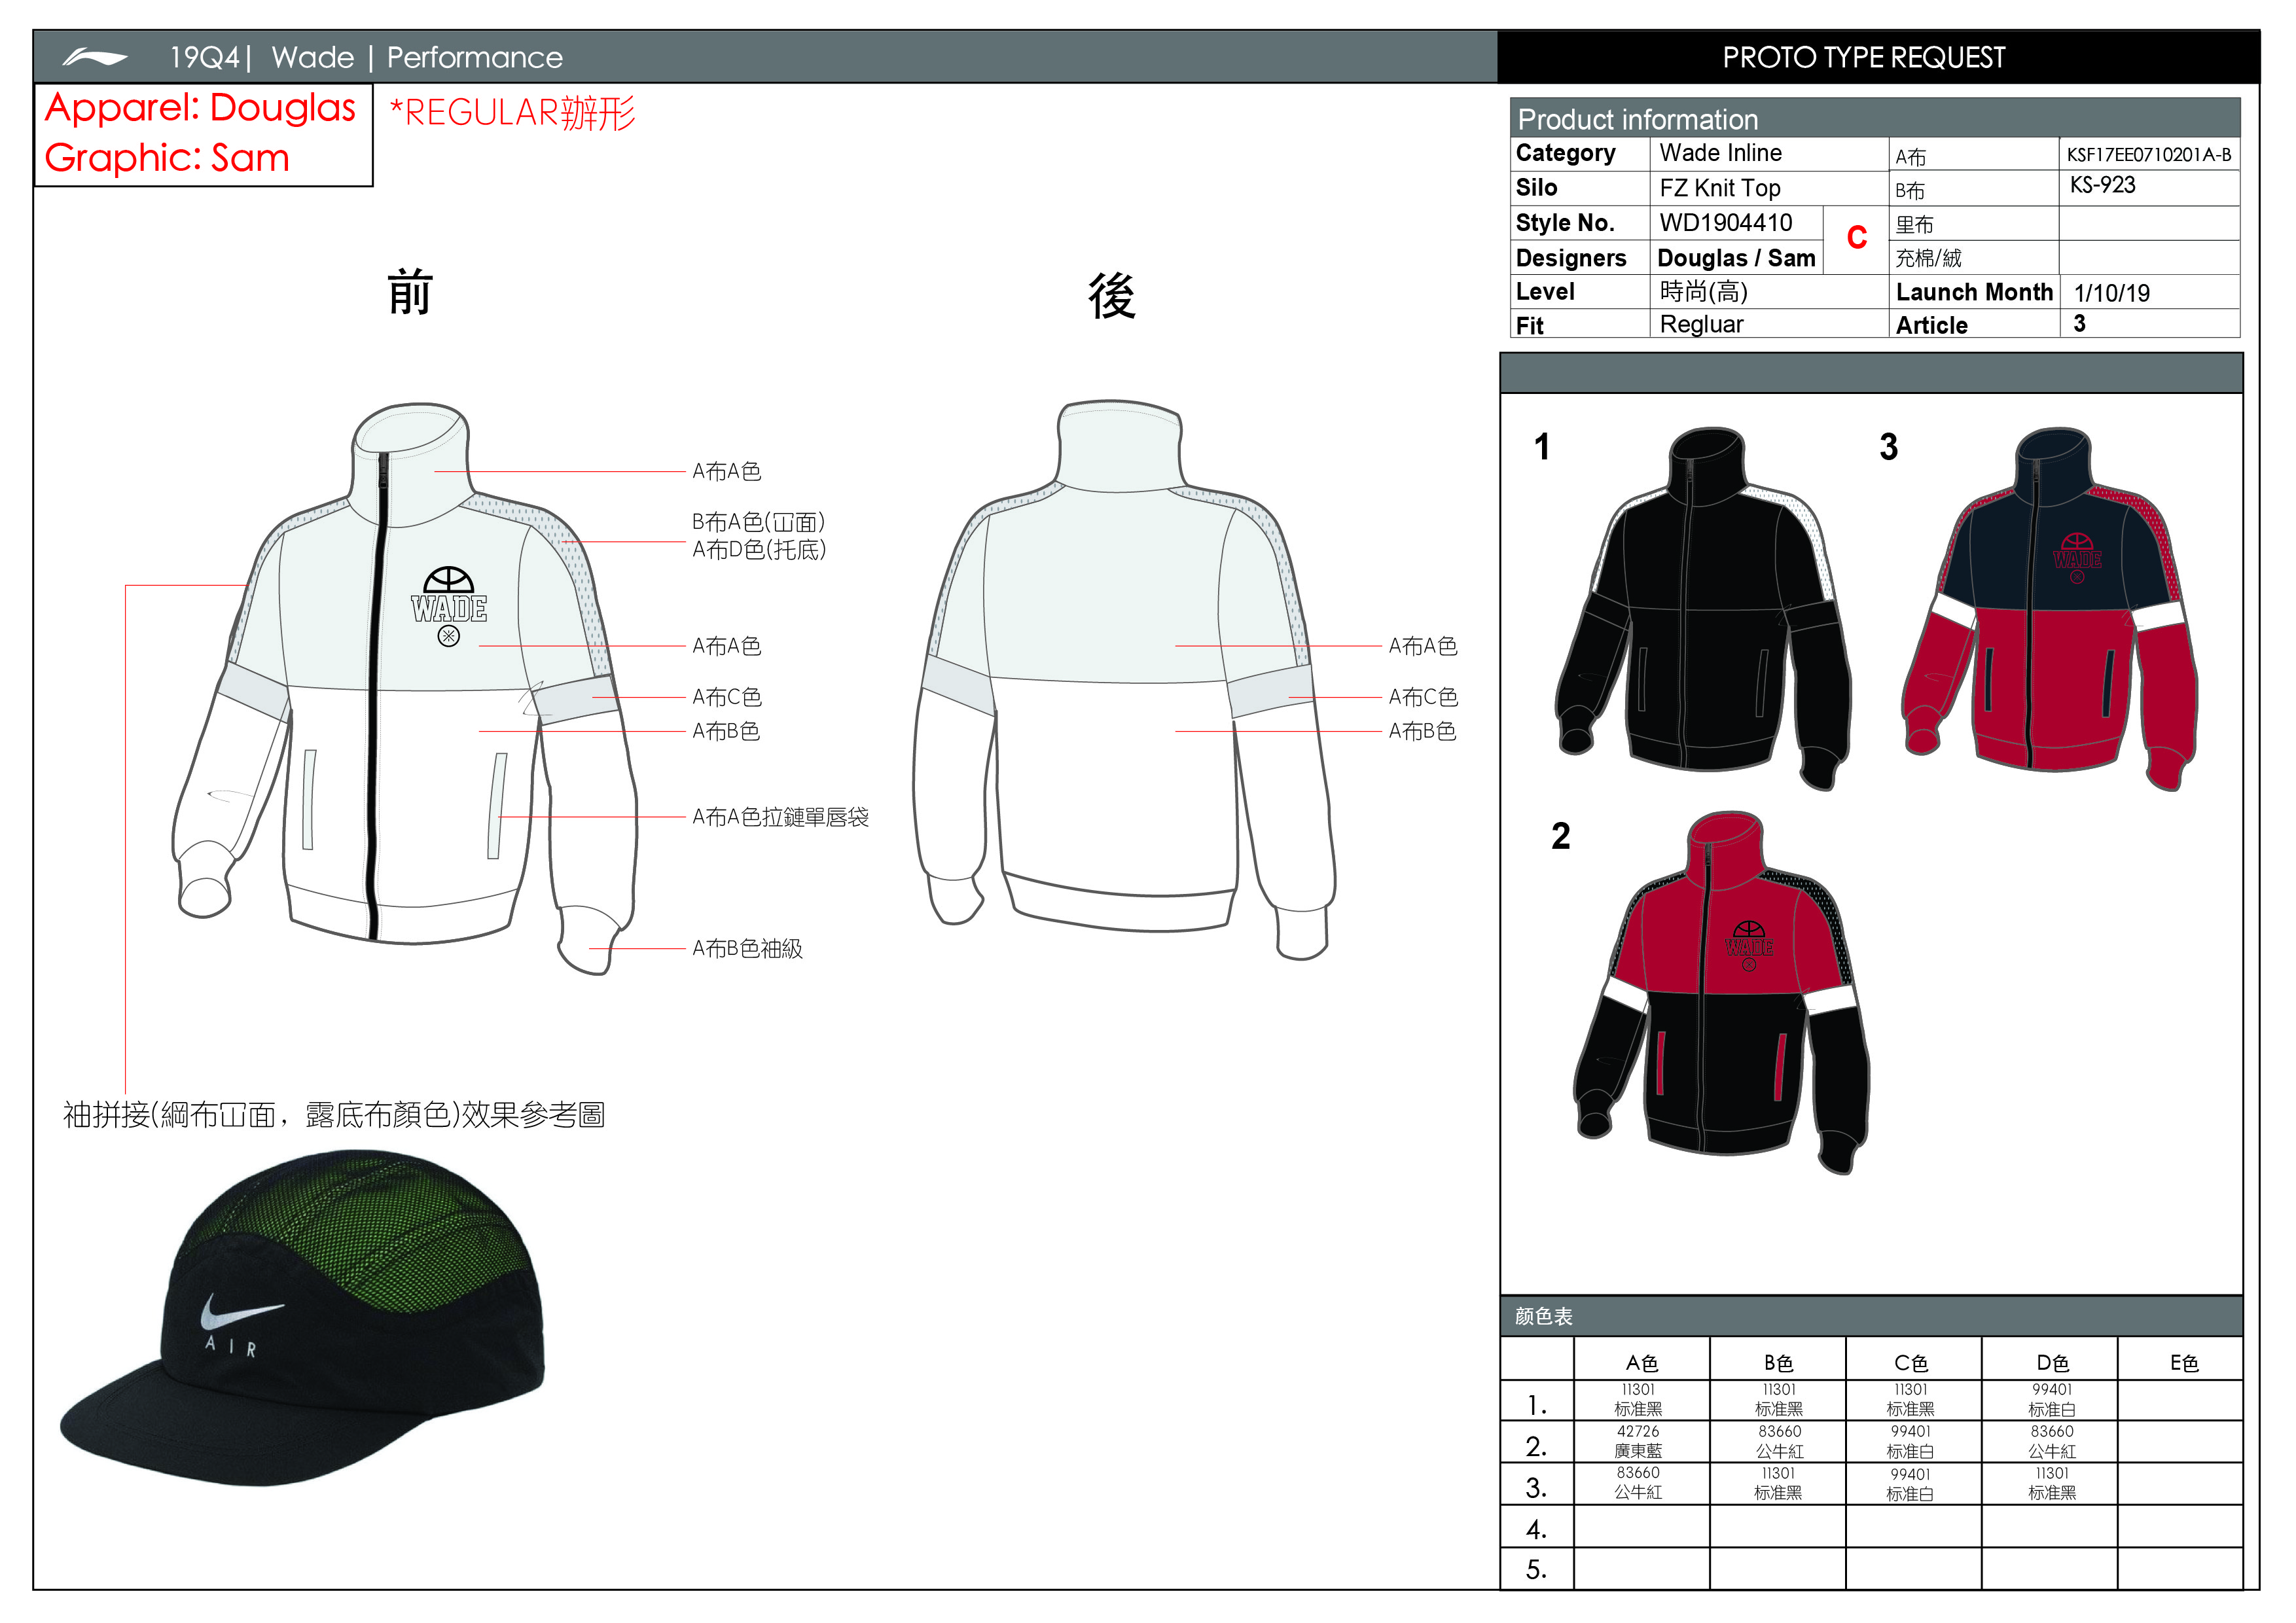 19Q4| Wade | Performance
PROTO TYPE REQUEST
Apparel: Douglas
Graphic: Sam
*REGULAR辦形
Product information
Category Wade Inline A布 KSF17EE0710201A-B
Silo FZ Knit Top B布 KS-923
Style No. WD1904410 C 里布
Designers Douglas / Sam 充棉/絨
Level 時尚(高) Launch Month 1/10/19
Fit Regluar Article 3
前
後
A布A色
B布A色(冚面)
A布D色(托底)
WADE
A布A色
A布C色
A布B色
A布A色拉鏈單唇袋
A布B色袖級
A布A色
A布C色
A布B色
袖拼接(網布冚面，露底布顏色)效果參考圖
AIR
1
3
WADE
2
WADE
颜色表
A色 B色 C色 D色 E色
1. 11301 11301 11301 99401
标准黑 标准黑 标准黑 标准白
2. 42726 83660 99401 83660
廣東藍 公牛紅 标准白 公牛紅
3. 83660 11301 99401 11301
公牛紅 标准黑 标准白 标准黑
4.
5.